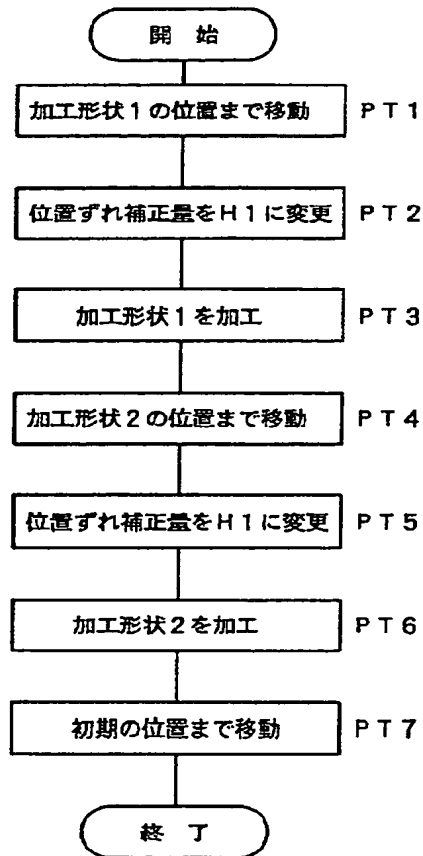 開 始
加工形状1の位置まで移動 PT1
位置ずれ補正量をH1に変更 PT2
加工形状1を加工 PT3
加工形状2の位置まで移動 PT4
位置ずれ補正量をH1に変更 PT5
加工形状2を加工 PT6
初期の位置まで移動 PT7
終 了